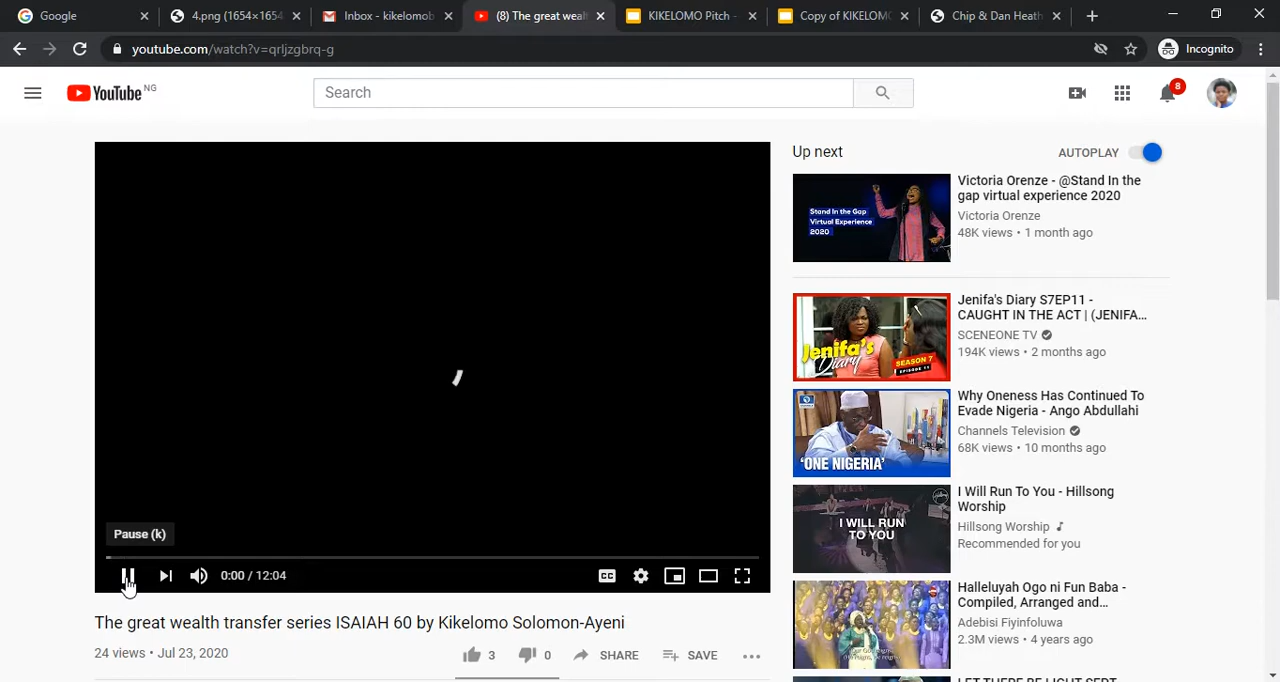 Google
4.png (1654×1654
Inbox - kikelomob
(8) The great wealt
KIKELOMO Pitch -
Copy of KIKELOMO
Chip & Dan Heath
youtube.com/watch?v=qrljzgbrq-g
Incognito
YouTube NG
Search
8
Up next
AUTOPLAY
Stand In the Gap
Virtual Experience
2020
Victoria Orenze - @Stand In the
gap virtual experience 2020
Victoria Orenze
48K views • 1 month ago
Jenifa's
Diary
SEASON 7
EPISODE 11
Jenifa's Diary S7EP11 -
CAUGHT IN THE ACT | (JENIFA...
SCENEONE TV
194K views • 2 months ago
'ONE NIGERIA'
Why Oneness Has Continued To
Evade Nigeria - Ango Abdullahi
Channels Television
68K views • 10 months ago
I WILL RUN
TO YOU
I Will Run To You - Hillsong
Worship
Hillsong Worship
Recommended for you
Halleluyah Ogo ni Fun Baba -
Compiled, Arranged and...
Adebisi Fiyinfoluwa
2.3M views • 4 years ago
Pause (k)
0:00 / 12:04
CC
The great wealth transfer series ISAIAH 60 by Kikelomo Solomon-Ayeni
24 views • Jul 23, 2020
3
0
SHARE
SAVE